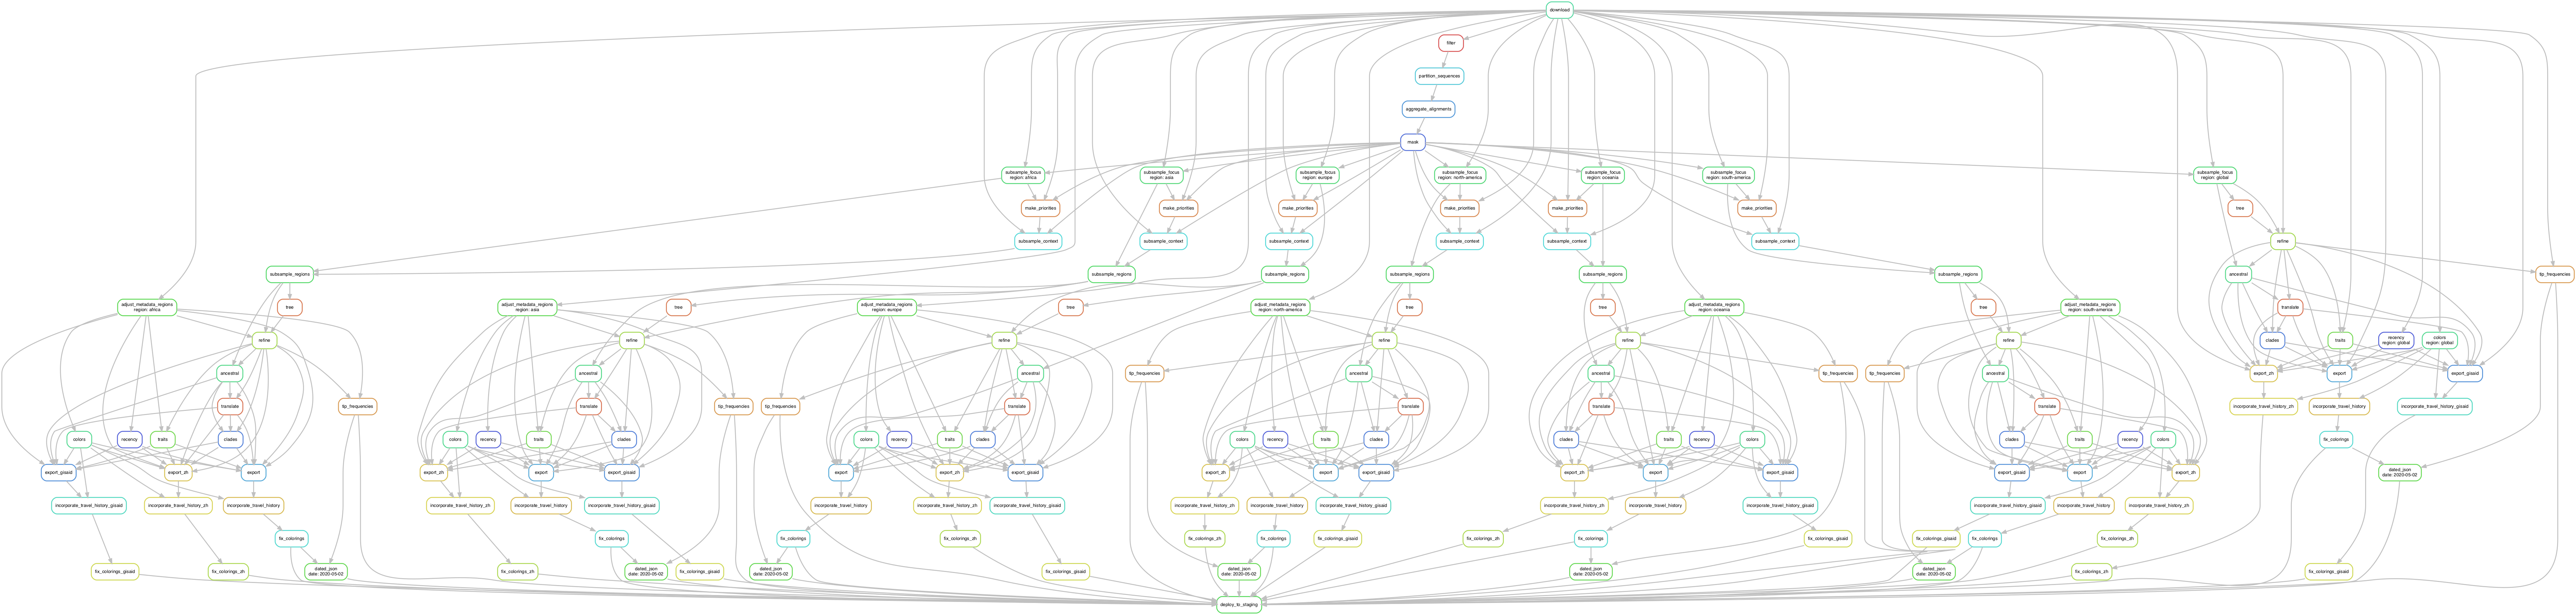 download
filter
partition_sequences
aggregate_alignments
mask
subsample_focus
region: africa
subsample_focus
region: asia
subsample_focus
region: europe
subsample_focus
region: north-america
subsample_focus
region: oceania
subsample_focus
region: south-america
subsample_focus
region: global
make_priorities
make_priorities
make_priorities
make_priorities
make_priorities
make_priorities
tree
subsample_context
subsample_context
subsample_context
subsample_context
subsample_context
subsample_context
refine
subsample_regions
subsample_regions
subsample_regions
subsample_regions
subsample_regions
subsample_regions
ancestral
tip_frequencies
adjust_metadata_regions
region: africa
tree
adjust_metadata_regions
region: asia
tree
adjust_metadata_regions
region: europe
tree
adjust_metadata_regions
region: north-america
tree
tree
adjust_metadata_regions
region: oceania
tree
adjust_metadata_regions
region: south-america
translate
refine
refine
refine
refine
refine
refine
clades
traits
recency
region: global
colors
region: global
ancestral
ancestral
ancestral
tip_frequencies
ancestral
ancestral
tip_frequencies
tip_frequencies
ancestral
export_zh
export
export_gisaid
translate
tip_frequencies
translate
tip_frequencies
tip_frequencies
translate
translate
translate
translate
incorporate_travel_history_zh
incorporate_travel_history
incorporate_travel_history_gisaid
colors
recency
traits
clades
colors
recency
traits
clades
colors
recency
traits
clades
colors
recency
traits
clades
clades
traits
recency
colors
clades
traits
recency
colors
fix_colorings
export_gisaid
export_zh
export
export_zh
export
export_gisaid
export
export_zh
export_gisaid
export_zh
export
export_gisaid
export_zh
export
export_gisaid
export_gisaid
export
export_zh
dated_json
date: 2020-05-02
incorporate_travel_history_gisaid
incorporate_travel_history_zh
incorporate_travel_history
incorporate_travel_history_zh
incorporate_travel_history
incorporate_travel_history_gisaid
incorporate_travel_history
incorporate_travel_history_zh
incorporate_travel_history_gisaid
incorporate_travel_history_zh
incorporate_travel_history
incorporate_travel_history_gisaid
incorporate_travel_history_zh
incorporate_travel_history
incorporate_travel_history_gisaid
incorporate_travel_history_gisaid
incorporate_travel_history
incorporate_travel_history_zh
fix_colorings
fix_colorings
fix_colorings
fix_colorings_zh
fix_colorings_zh
fix_colorings
fix_colorings_gisaid
fix_colorings_zh
fix_colorings
fix_colorings_gisaid
fix_colorings_gisaid
fix_colorings
fix_colorings_zh
fix_colorings_gisaid
fix_colorings_zh
dated_json
date: 2020-05-02
fix_colorings_zh
dated_json
date: 2020-05-02
fix_colorings_gisaid
dated_json
date: 2020-05-02
fix_colorings_gisaid
dated_json
date: 2020-05-02
dated_json
date: 2020-05-02
dated_json
date: 2020-05-02
fix_colorings_zh
fix_colorings_gisaid
deploy_to_staging